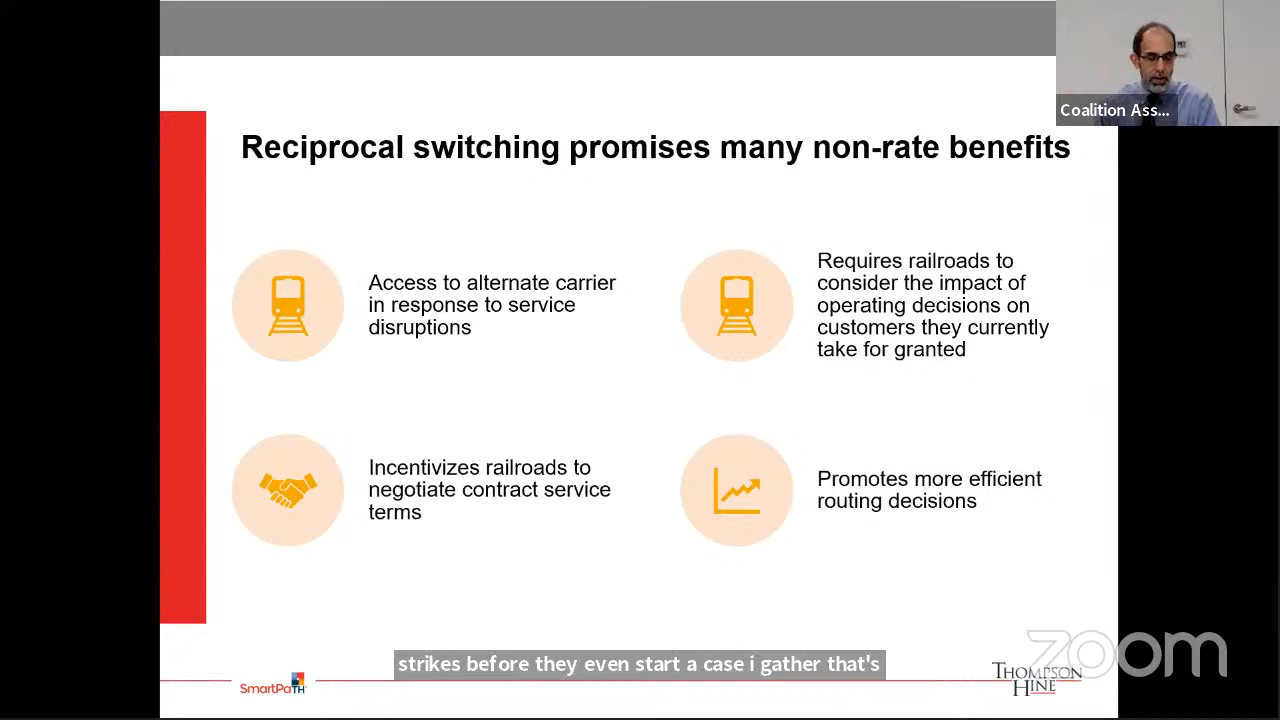 Coalition Ass...
Reciprocal switching promises many non-rate benefits
Access to alternate carrier
in response to service
disruptions
Requires railroads to
consider the impact of
operating decisions on
customers they currently
take for granted
Incentivizes railroads to
negotiate contract service
terms
Promotes more efficient
routing decisions
strikes before they even start a case i gather that's
SmartPaTH
THOMPSON
HINE
zoom